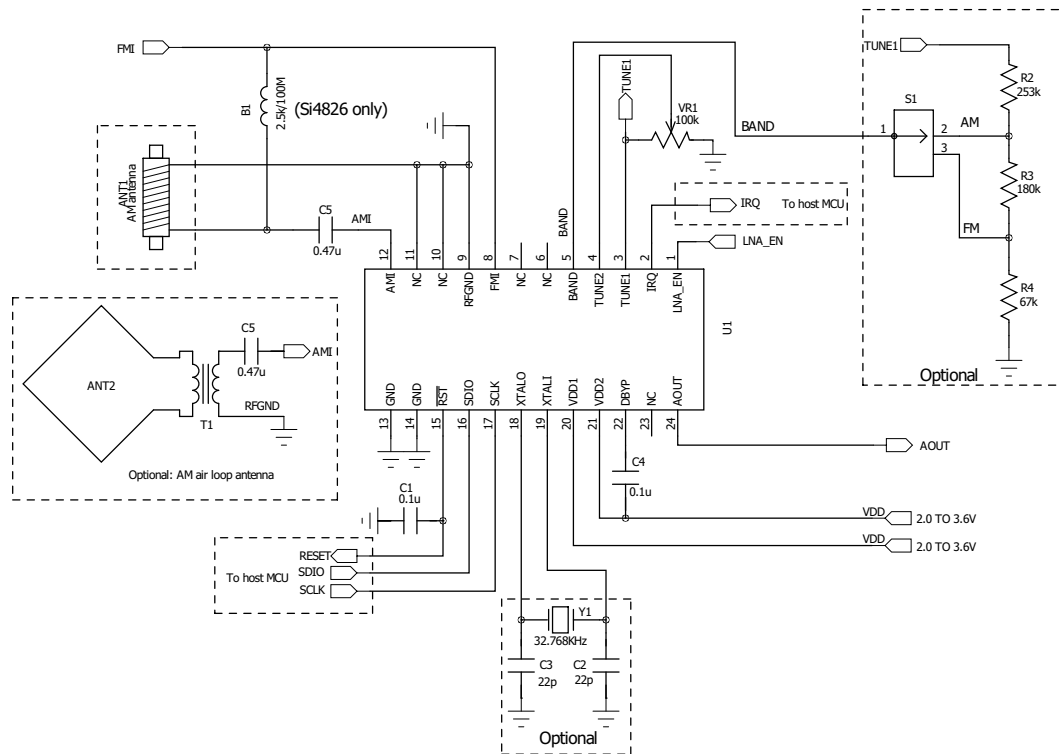 FMI
B1
2.5k/100M
(Si4826 only)
ANT1
AM antenna
C5
0.47u
AMI
TUNE1
VR1
100k
BAND
BAND
IRQ
To host MCU
LNA_EN
TUNE1
R2
253k
S1
1
2
3
AM
FM
R3
180k
R4
67k
Optional
12
11
10
9
8
7
6
5
4
3
2
1
AMI
NC
NC
RFGND
FMI
NC
NC
BAND
TUNE2
TUNE1
IRQ
LNA_EN
U1
GND
GND
RST
SDIO
SCLK
XTALO
XTALI
VDD1
VDD2
DBYP
NC
AOUT
13
14
15
16
17
18
19
20
21
22
23
24
ANT2
T1
C5
0.47u
AMI
RFGND
Optional: AM air loop antenna
C1
0.1u
C4
0.1u
AOUT
VDD
2.0 TO 3.6V
VDD
2.0 TO 3.6V
To host MCU
RESET
SDIO
SCLK
Y1
32.768KHz
C3
22p
C2
22p
Optional